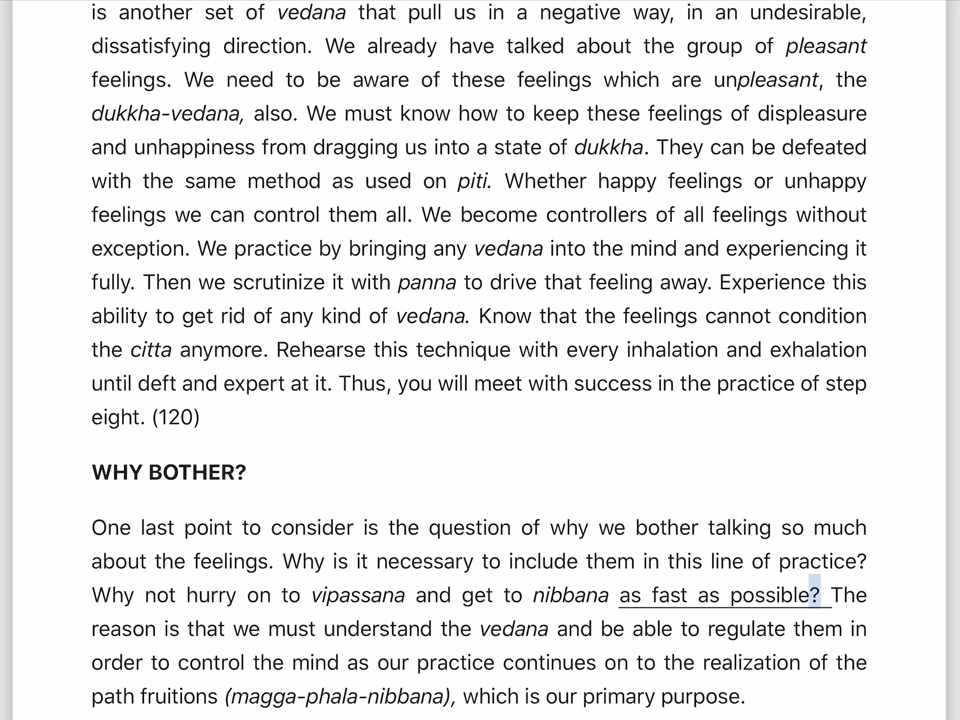 is another set of vedana that pull us in a negative way, in an undesirable,
dissatisfying direction. We already have talked about the group of pleasant
feelings. We need to be aware of these feelings which are unpleasant, the
dukkha-vedana, also. We must know how to keep these feelings of displeasure
and unhappiness from dragging us into a state of dukkha. They can be defeated
with the same method as used on piti. Whether happy feelings or unhappy
feelings we can control them all. We become controllers of all feelings without
exception. We practice by bringing any vedana into the mind and experiencing it
fully. Then we scrutinize it with panna to drive that feeling away. Experience this
ability to get rid of any kind of vedana. Know that the feelings cannot condition
the citta anymore. Rehearse this technique with every inhalation and exhalation
until deft and expert at it. Thus, you will meet with success in the practice of step
eight. (120)
WHY BOTHER?
One last point to consider is the question of why we bother talking so much
about the feelings. Why is it necessary to include them in this line of practice?
Why not hurry on to vipassana and get to nibbana as fast as possible? The
reason is that we must understand the vedana and be able to regulate them in
order to control the mind as our practice continues on to the realization of the
path fruitions (magga-phala-nibbana), which is our primary purpose.